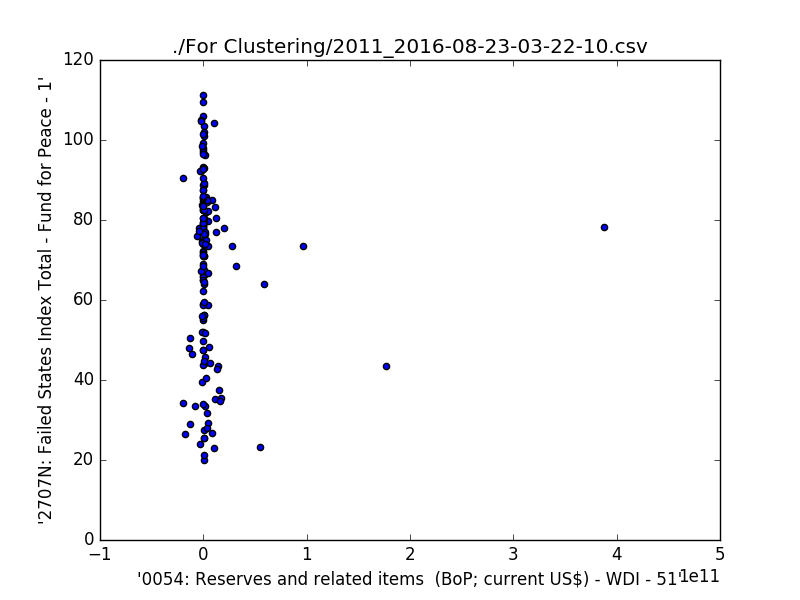 ./For Clustering/2011_2016-08-23-03-22-10.csv
120
100
80
60
40
20
0
'2707N: Failed States Index Total - Fund for Peace - 1'
−1 0 1 2 3 4 5
1e11
'0054: Reserves and related items  (BoP; current US$) - WDI - 51'